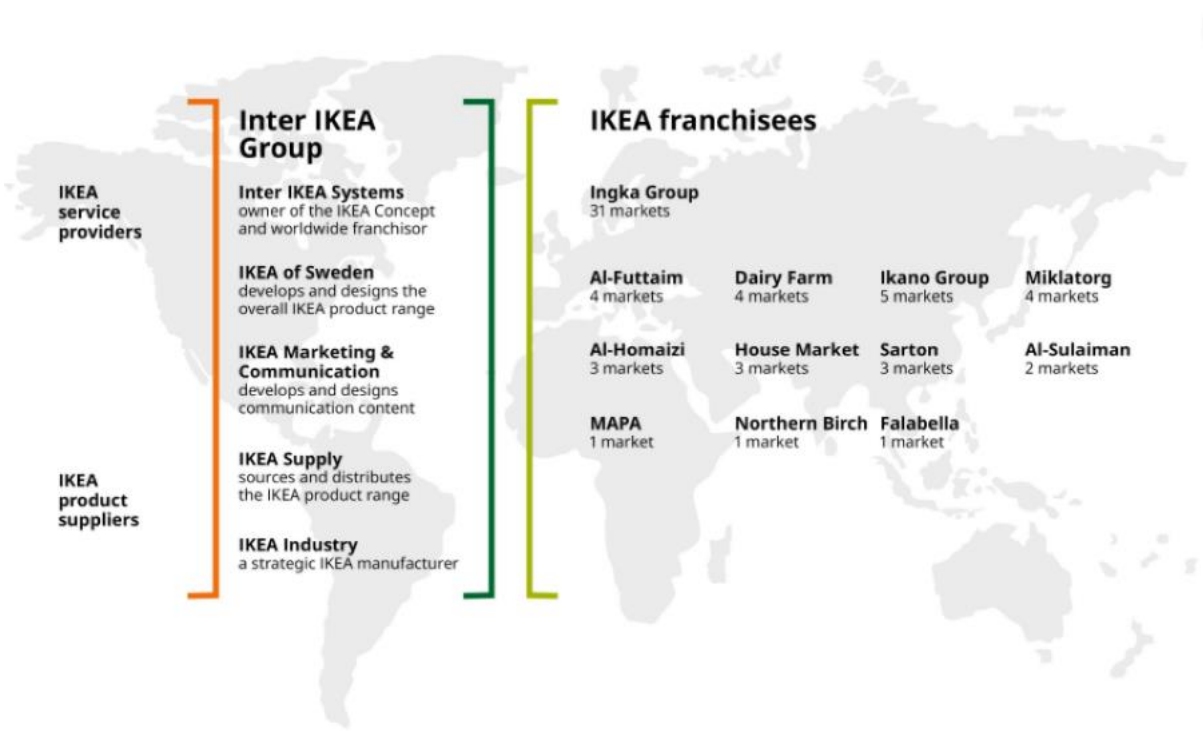 IKEA
service
providers
IKEA
product
suppliers
Inter IKEA
Group
Inter IKEA Systems
owner of the IKEA Concept
and worldwide franchisor
IKEA of Sweden
develops and designs the
overall IKEA product range
IKEA Marketing &
Communication
develops and designs
communication content
IKEA Supply
sources and distributes
the IKEA product range
IKEA Industry
a strategic IKEA manufacturer
IKEA franchisees
Ingka Group
31 markets
Al-Futtaim
4 markets
Dairy Farm
4 markets
Ikano Group
5 markets
Miklatorg
4 markets
Al-Homaizi
3 markets
House Market
3 markets
Sarton
3 markets
Al-Sulaiman
2 markets
MAPA
1 market
Northern Birch
1 market
Falabella
1 market